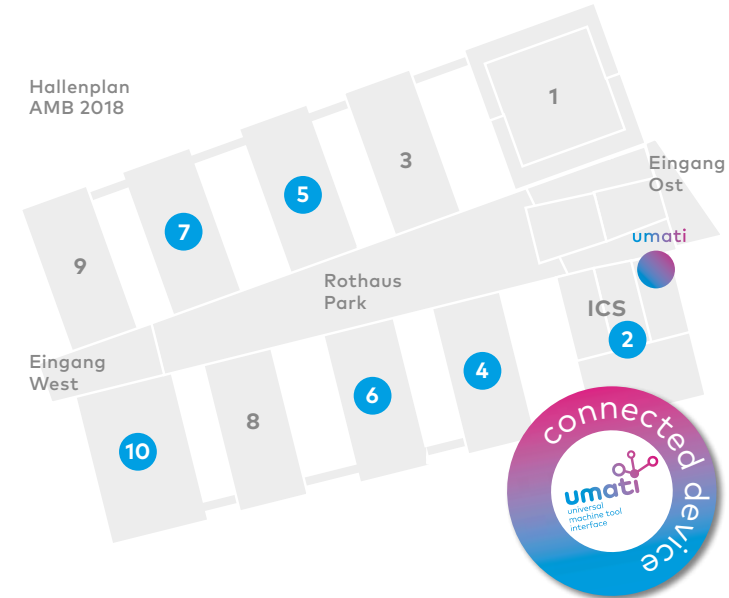 Hallenplan
AMB 2018
1
3
5
7
9
Eingang
Ost
umati
Rothaus
Park
ICS
2
4
6
8
10
Eingang
West
connected device
umati
universal
machine tool
interface